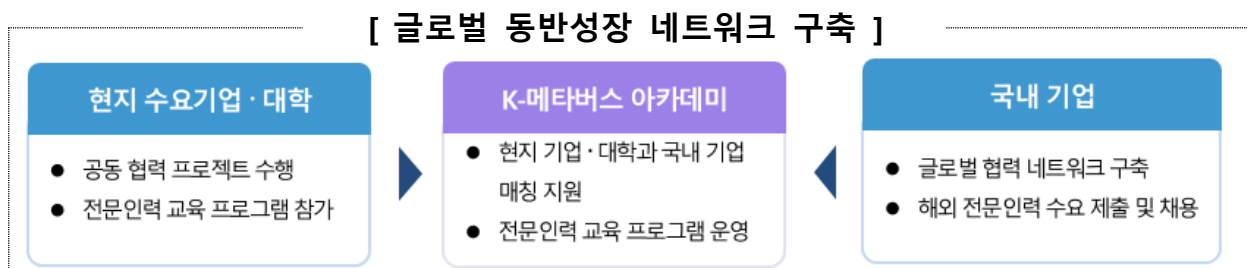 [ 글로벌 동반성장 네트워크 구축 ]
현지 수요기업 · 대학
● 공동 협력 프로젝트 수행
● 전문인력 교육 프로그램 참가
K-메타버스 아카데미
● 현지 기업 · 대학과 국내 기업
매칭 지원
● 전문인력 교육 프로그램 운영
국내 기업
● 글로벌 협력 네트워크 구축
● 해외 전문인력 수요 제출 및 채용